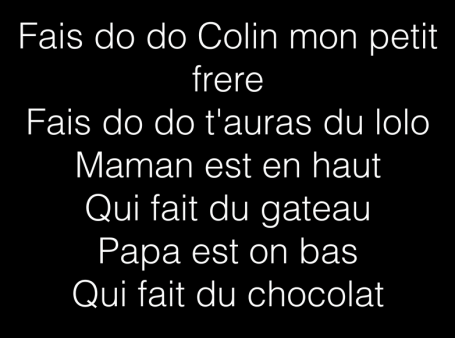 Fais do do Colin mon petit
frere
Fais do do t'auras du lolo
Maman est en haut
Qui fait du gateau
Papa est on bas
Qui fait du chocolat